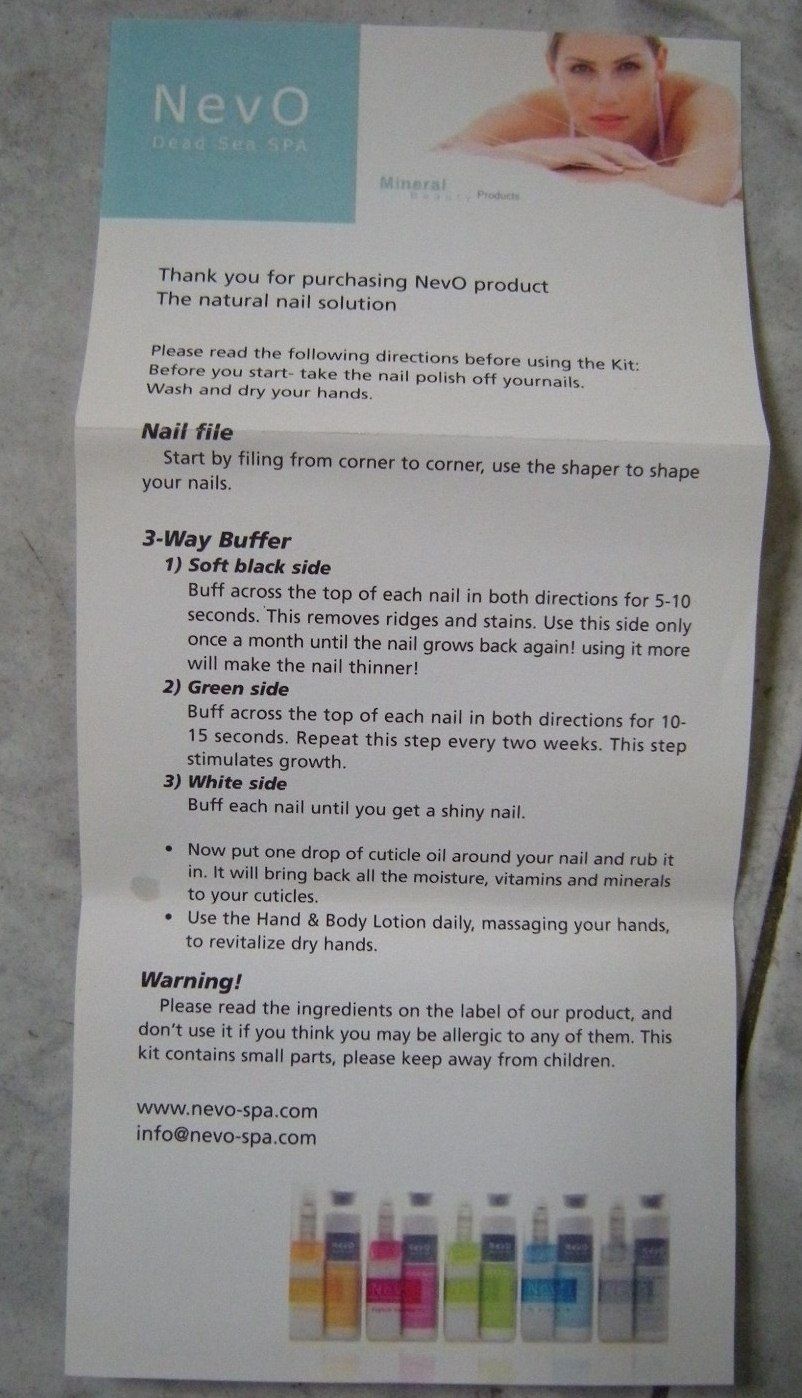 NevO
Dead Sea SPA
Mineral
Beauty Products
Thank you for purchasing NevO product
The natural nail solution
Please read the following directions before using the Kit:
Before you start- take the nail polish off yournails.
Wash and dry your hands.
Nail file
Start by filing from corner to corner, use the shaper to shape
your nails.
3-Way Buffer
1) Soft black side
Buff across the top of each nail in both directions for 5-10
seconds. This removes ridges and stains. Use this side only
once a month until the nail grows back again! using it more
will make the nail thinner!
2) Green side
Buff across the top of each nail in both directions for 10-
15 seconds. Repeat this step every two weeks. This step
stimulates growth.
3) White side
Buff each nail until you get a shiny nail.
• Now put one drop of cuticle oil around your nail and rub it
in. It will bring back all the moisture, vitamins and minerals
to your cuticles.
• Use the Hand & Body Lotion daily, massaging your hands,
to revitalize dry hands.
Warning!
Please read the ingredients on the label of our product, and
don't use it if you think you may be allergic to any of them. This
kit contains small parts, please keep away from children.
www.nevo-spa.com
info@nevo-spa.com